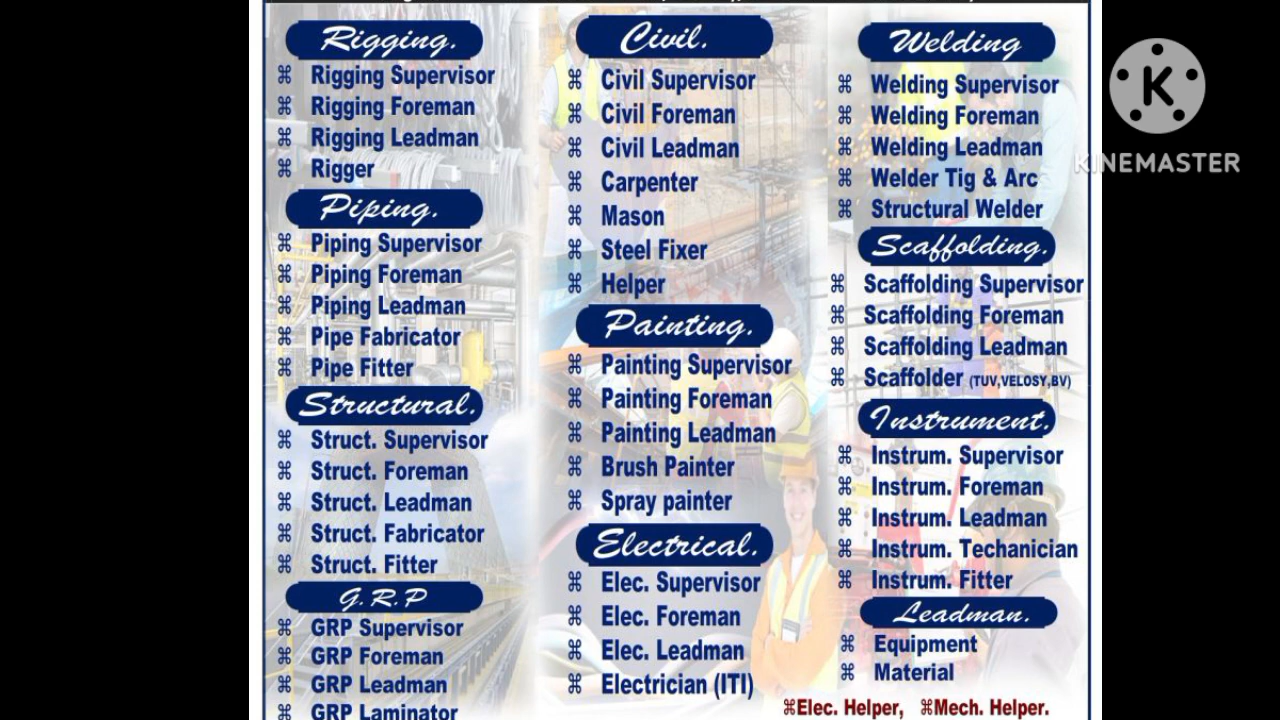 Rigging.
⌘ Rigging Supervisor
⌘ Rigging Foreman
⌘ Rigging Leadman
⌘ Rigger
Piping.
⌘ Piping Supervisor
⌘ Piping Foreman
⌘ Piping Leadman
⌘ Pipe Fabricator
⌘ Pipe Fitter
Structural.
⌘ Struct. Supervisor
⌘ Struct. Foreman
⌘ Struct. Leadman
⌘ Struct. Fabricator
⌘ Struct. Fitter
G.R.P
⌘ GRP Supervisor
⌘ GRP Foreman
⌘ GRP Leadman
⌘ GRP Laminator
Civil.
⌘ Civil Supervisor
⌘ Civil Foreman
⌘ Civil Leadman
⌘ Carpenter
⌘ Mason
⌘ Steel Fixer
⌘ Helper
Painting.
⌘ Painting Supervisor
⌘ Painting Foreman
⌘ Painting Leadman
⌘ Brush Painter
⌘ Spray painter
Electrical.
⌘ Elec. Supervisor
⌘ Elec. Foreman
⌘ Elec. Leadman
⌘ Electrician (ITI)
Welding
⌘ Welding Supervisor
⌘ Welding Foreman
⌘ Welding Leadman
⌘ Welder Tig & Arc
⌘ Structural Welder
Scaffolding.
⌘ Scaffolding Supervisor
⌘ Scaffolding Foreman
⌘ Scaffolding Leadman
⌘ Scaffolder (TUV,VELOSY,BV)
Instrument.
⌘ Instrum. Supervisor
⌘ Instrum. Foreman
⌘ Instrum. Leadman
⌘ Instrum. Techanician
⌘ Instrum. Fitter
Leadman.
⌘ Equipment
⌘ Material
⌘Elec. Helper, ⌘Mech. Helper.
K
KINEMASTER